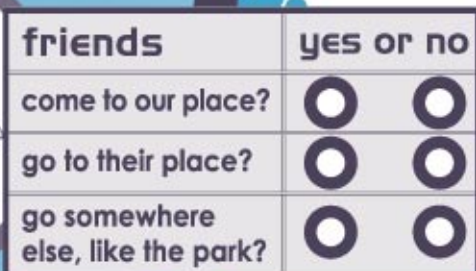 friends
yes or no
come to our place?
go to their place?
go somewhere
else, like the park?